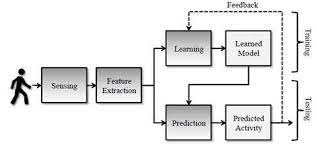 Feedback
Learning
Learned
Model
Training
Sensing
Feature
Extraction
Prediction
Predicted
Activity
Testing